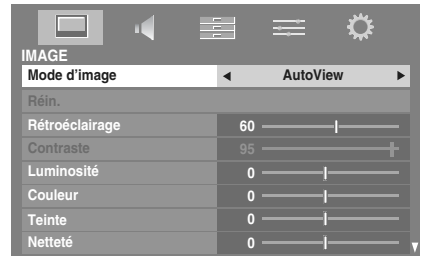 IMAGE
Mode d'image AutoView
Réin.
Rétroéclairage 60
Contraste 95
Luminosité 0
Couleur 0
Teinte 0
Netteté 0